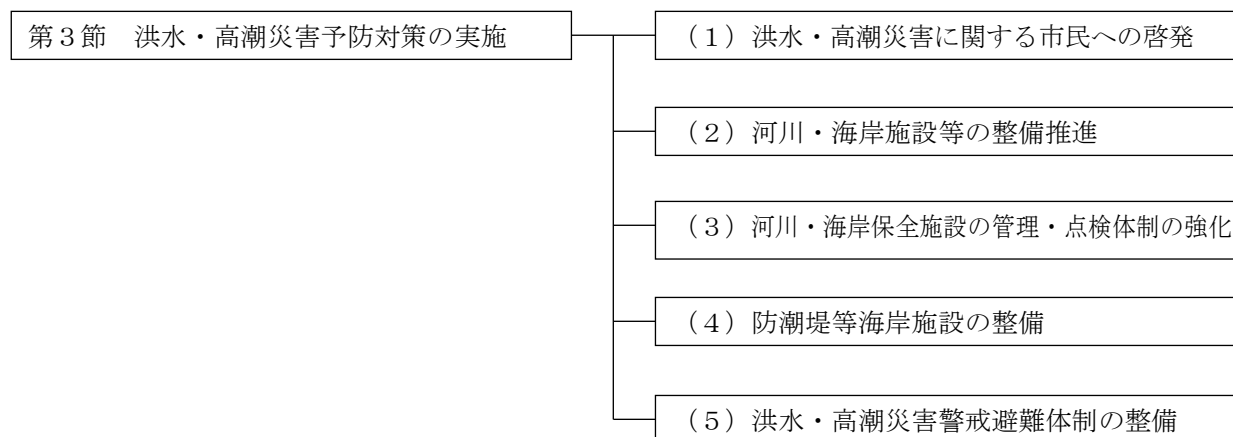 第３節　洪水・高潮災害予防対策の実施
（１）洪水・高潮災害に関する市民への啓発
（２）河川・海岸施設等の整備推進
（３）河川・海岸保全施設の管理・点検体制の強化
（４）防潮堤等海岸施設の整備
（５）洪水・高潮災害警戒避難体制の整備